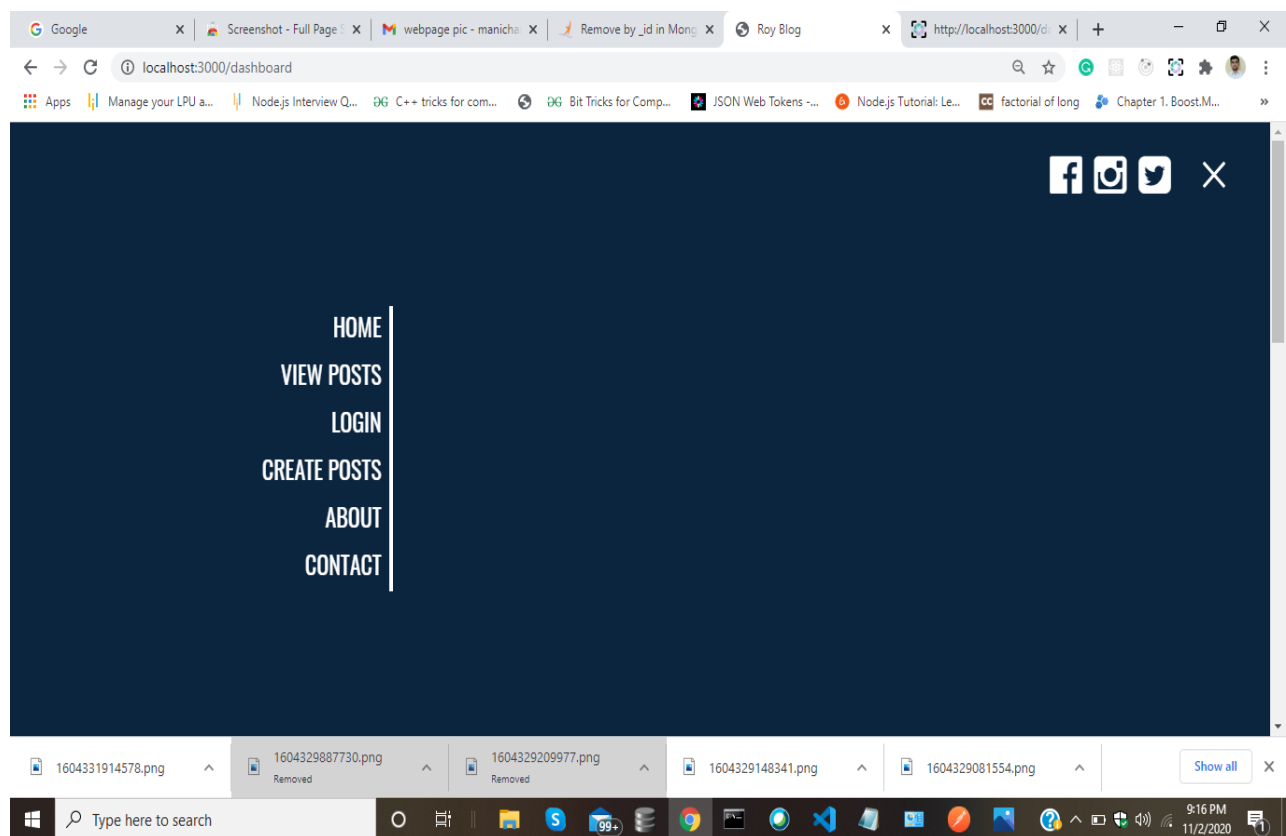 Google
Screenshot - Full Page S
webpage pic - manicha
Remove by _id in Mong
Roy Blog
http://localhost:3000/da
localhost:3000/dashboard
Apps
Manage your LPU a...
Node.js Interview Q...
C++ tricks for com...
Bit Tricks for Comp...
JSON Web Tokens -...
Node.js Tutorial: Le...
factorial of long
Chapter 1. Boost.M...
»
HOME
VIEW POSTS
LOGIN
CREATE POSTS
ABOUT
CONTACT
1604331914578.png
1604329887730.png
Removed
1604329209977.png
Removed
1604329148341.png
1604329081554.png
Show all
Type here to search
99+
9:16 PM
11/2/2020